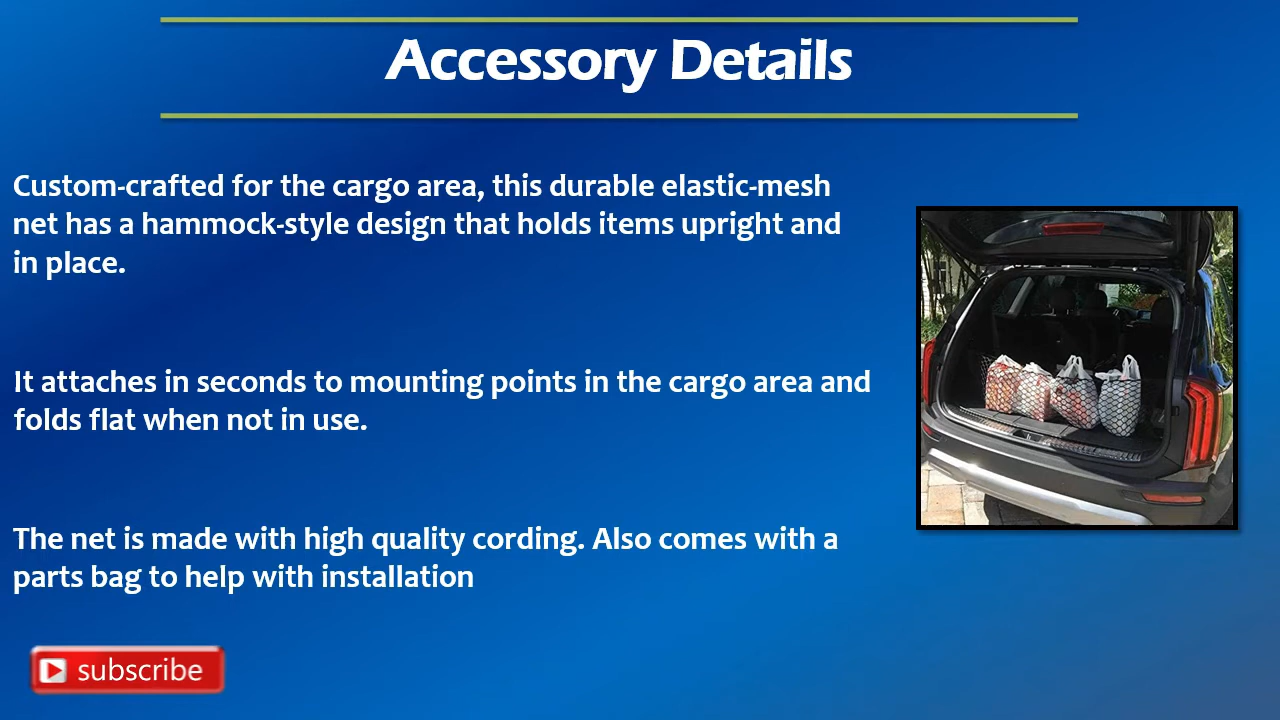 Accessory Details
Custom-crafted for the cargo area, this durable elastic-mesh
net has a hammock-style design that holds items upright and
in place.
It attaches in seconds to mounting points in the cargo area and
folds flat when not in use.
The net is made with high quality cording. Also comes with a
parts bag to help with installation
subscribe